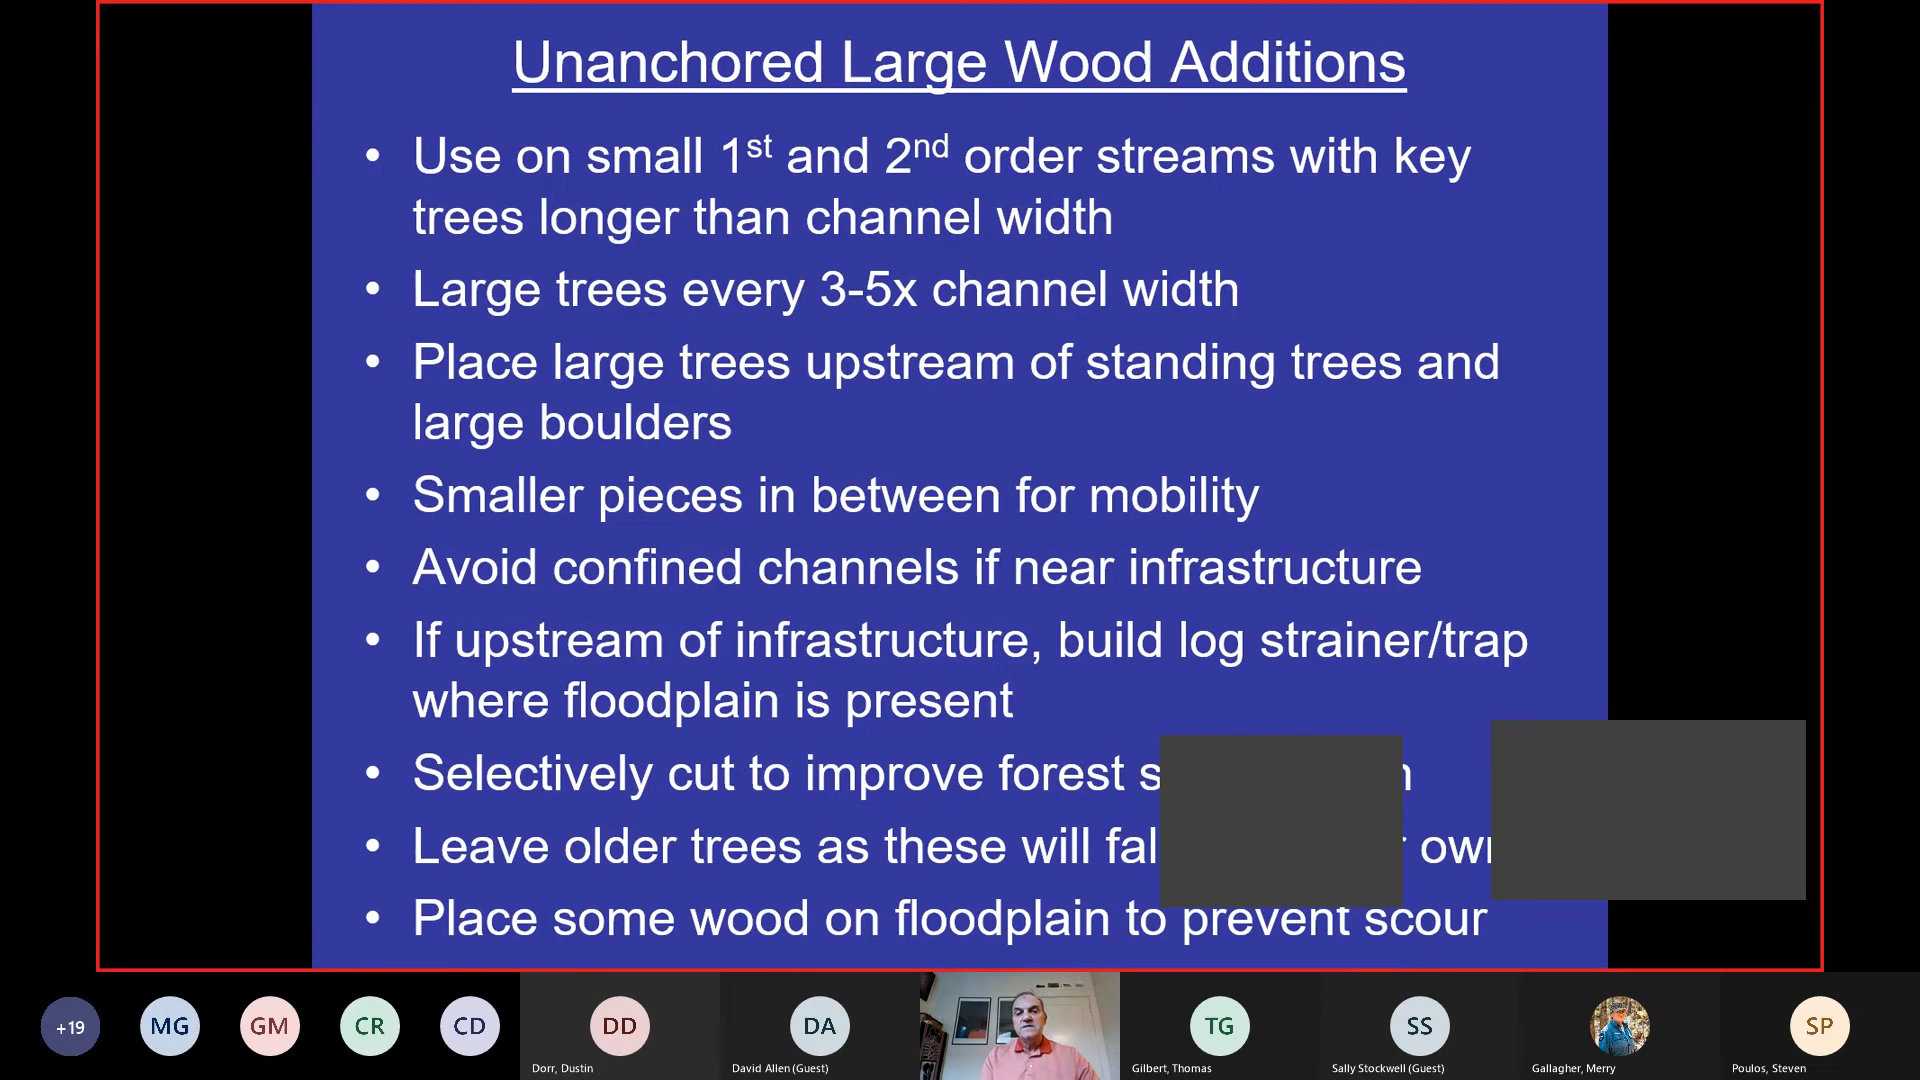 Unanchored Large Wood Additions
• Use on small 1st and 2nd order streams with key
trees longer than channel width
• Large trees every 3-5x channel width
• Place large trees upstream of standing trees and
large boulders
• Smaller pieces in between for mobility
• Avoid confined channels if near infrastructure
• If upstream of infrastructure, build log strainer/trap
where floodplain is present
• Selectively cut to improve forest
• Leave older trees as these will
• Place some wood on floodplain to prevent scour
+19
MG
GM
CR
CD
DD
DA
TG
SS
SP
Dorr, Dustin
David Allen (Guest)
Gilbert, Thomas
Sally Stockwell (Guest)
Gallagher, Merry
Poulos, Steven